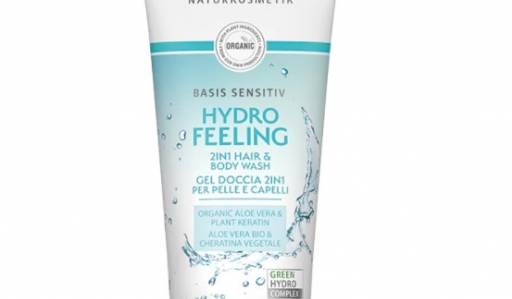 NATURKOSMETIK
ORGANIC
BASIS SENSITIV
HYDRO
FEELING
2IN1 HAIR &
BODY WASH
GEL DOCCIA 2IN1
PER PELLE E CAPELLI
ORGANIC ALOE VERA &
PLANT KERATIN
ALOE VERA BIO &
CHERATINA VEGETALE
GREEN
HYDRO
COMPLEX